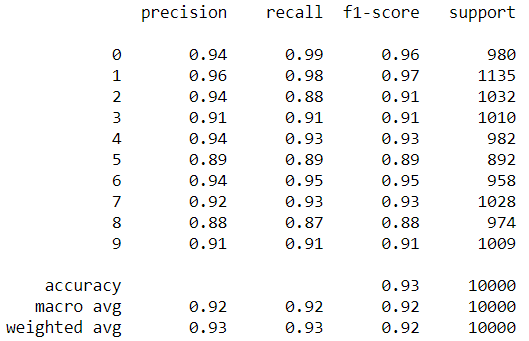 precision recall f1-score support
0 0.94 0.99 0.96 980
1 0.96 0.98 0.97 1135
2 0.94 0.88 0.91 1032
3 0.91 0.91 0.91 1010
4 0.94 0.93 0.93 982
5 0.89 0.89 0.89 892
6 0.94 0.95 0.95 958
7 0.92 0.93 0.93 1028
8 0.88 0.87 0.88 974
9 0.91 0.91 0.91 1009
accuracy 0.93 10000
macro avg 0.92 0.92 0.92 10000
weighted avg 0.93 0.93 0.92 10000